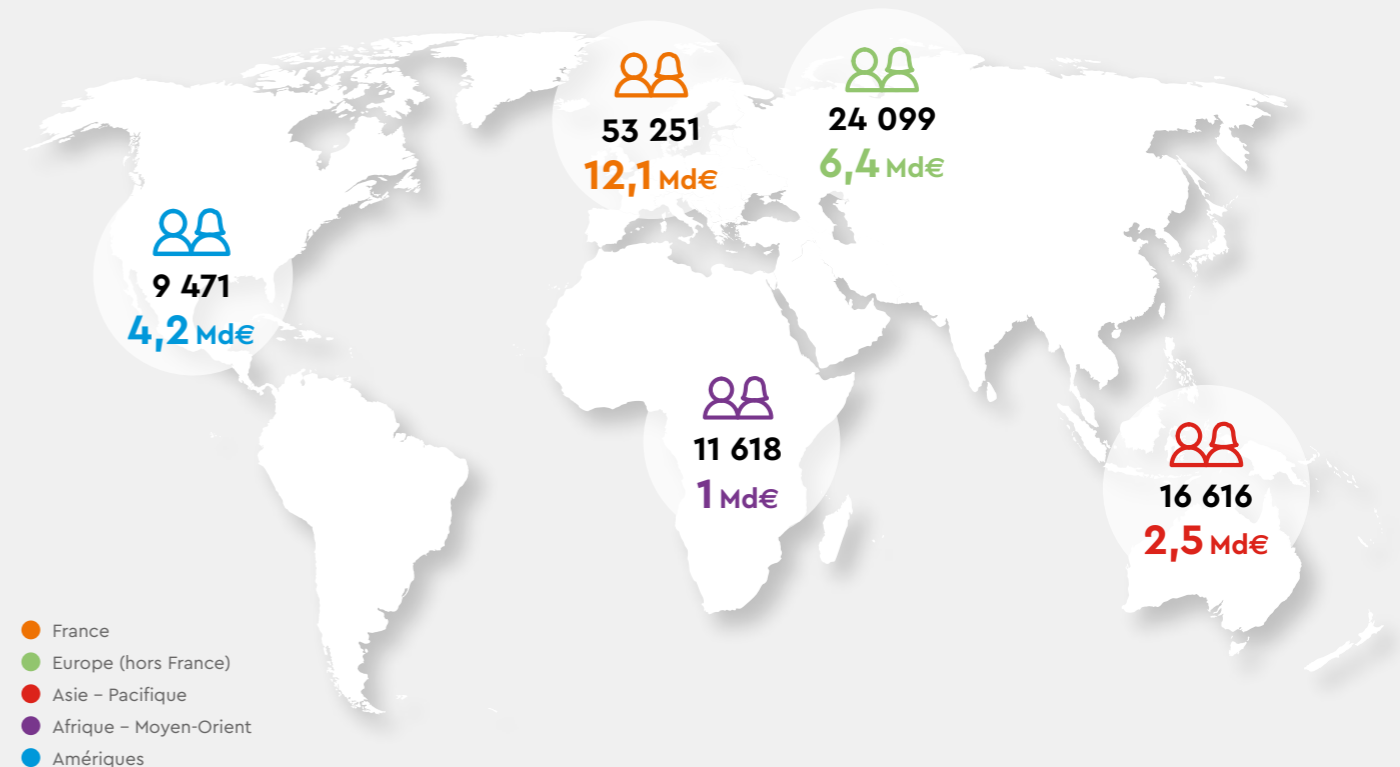 53 251
12,1 Md€
24 099
6,4 Md€
9 471
4,2 Md€
11 618
1 Md€
16 616
2,5 Md€
France
Europe (hors France)
Asie – Pacifique
Afrique – Moyen-Orient
Amériques